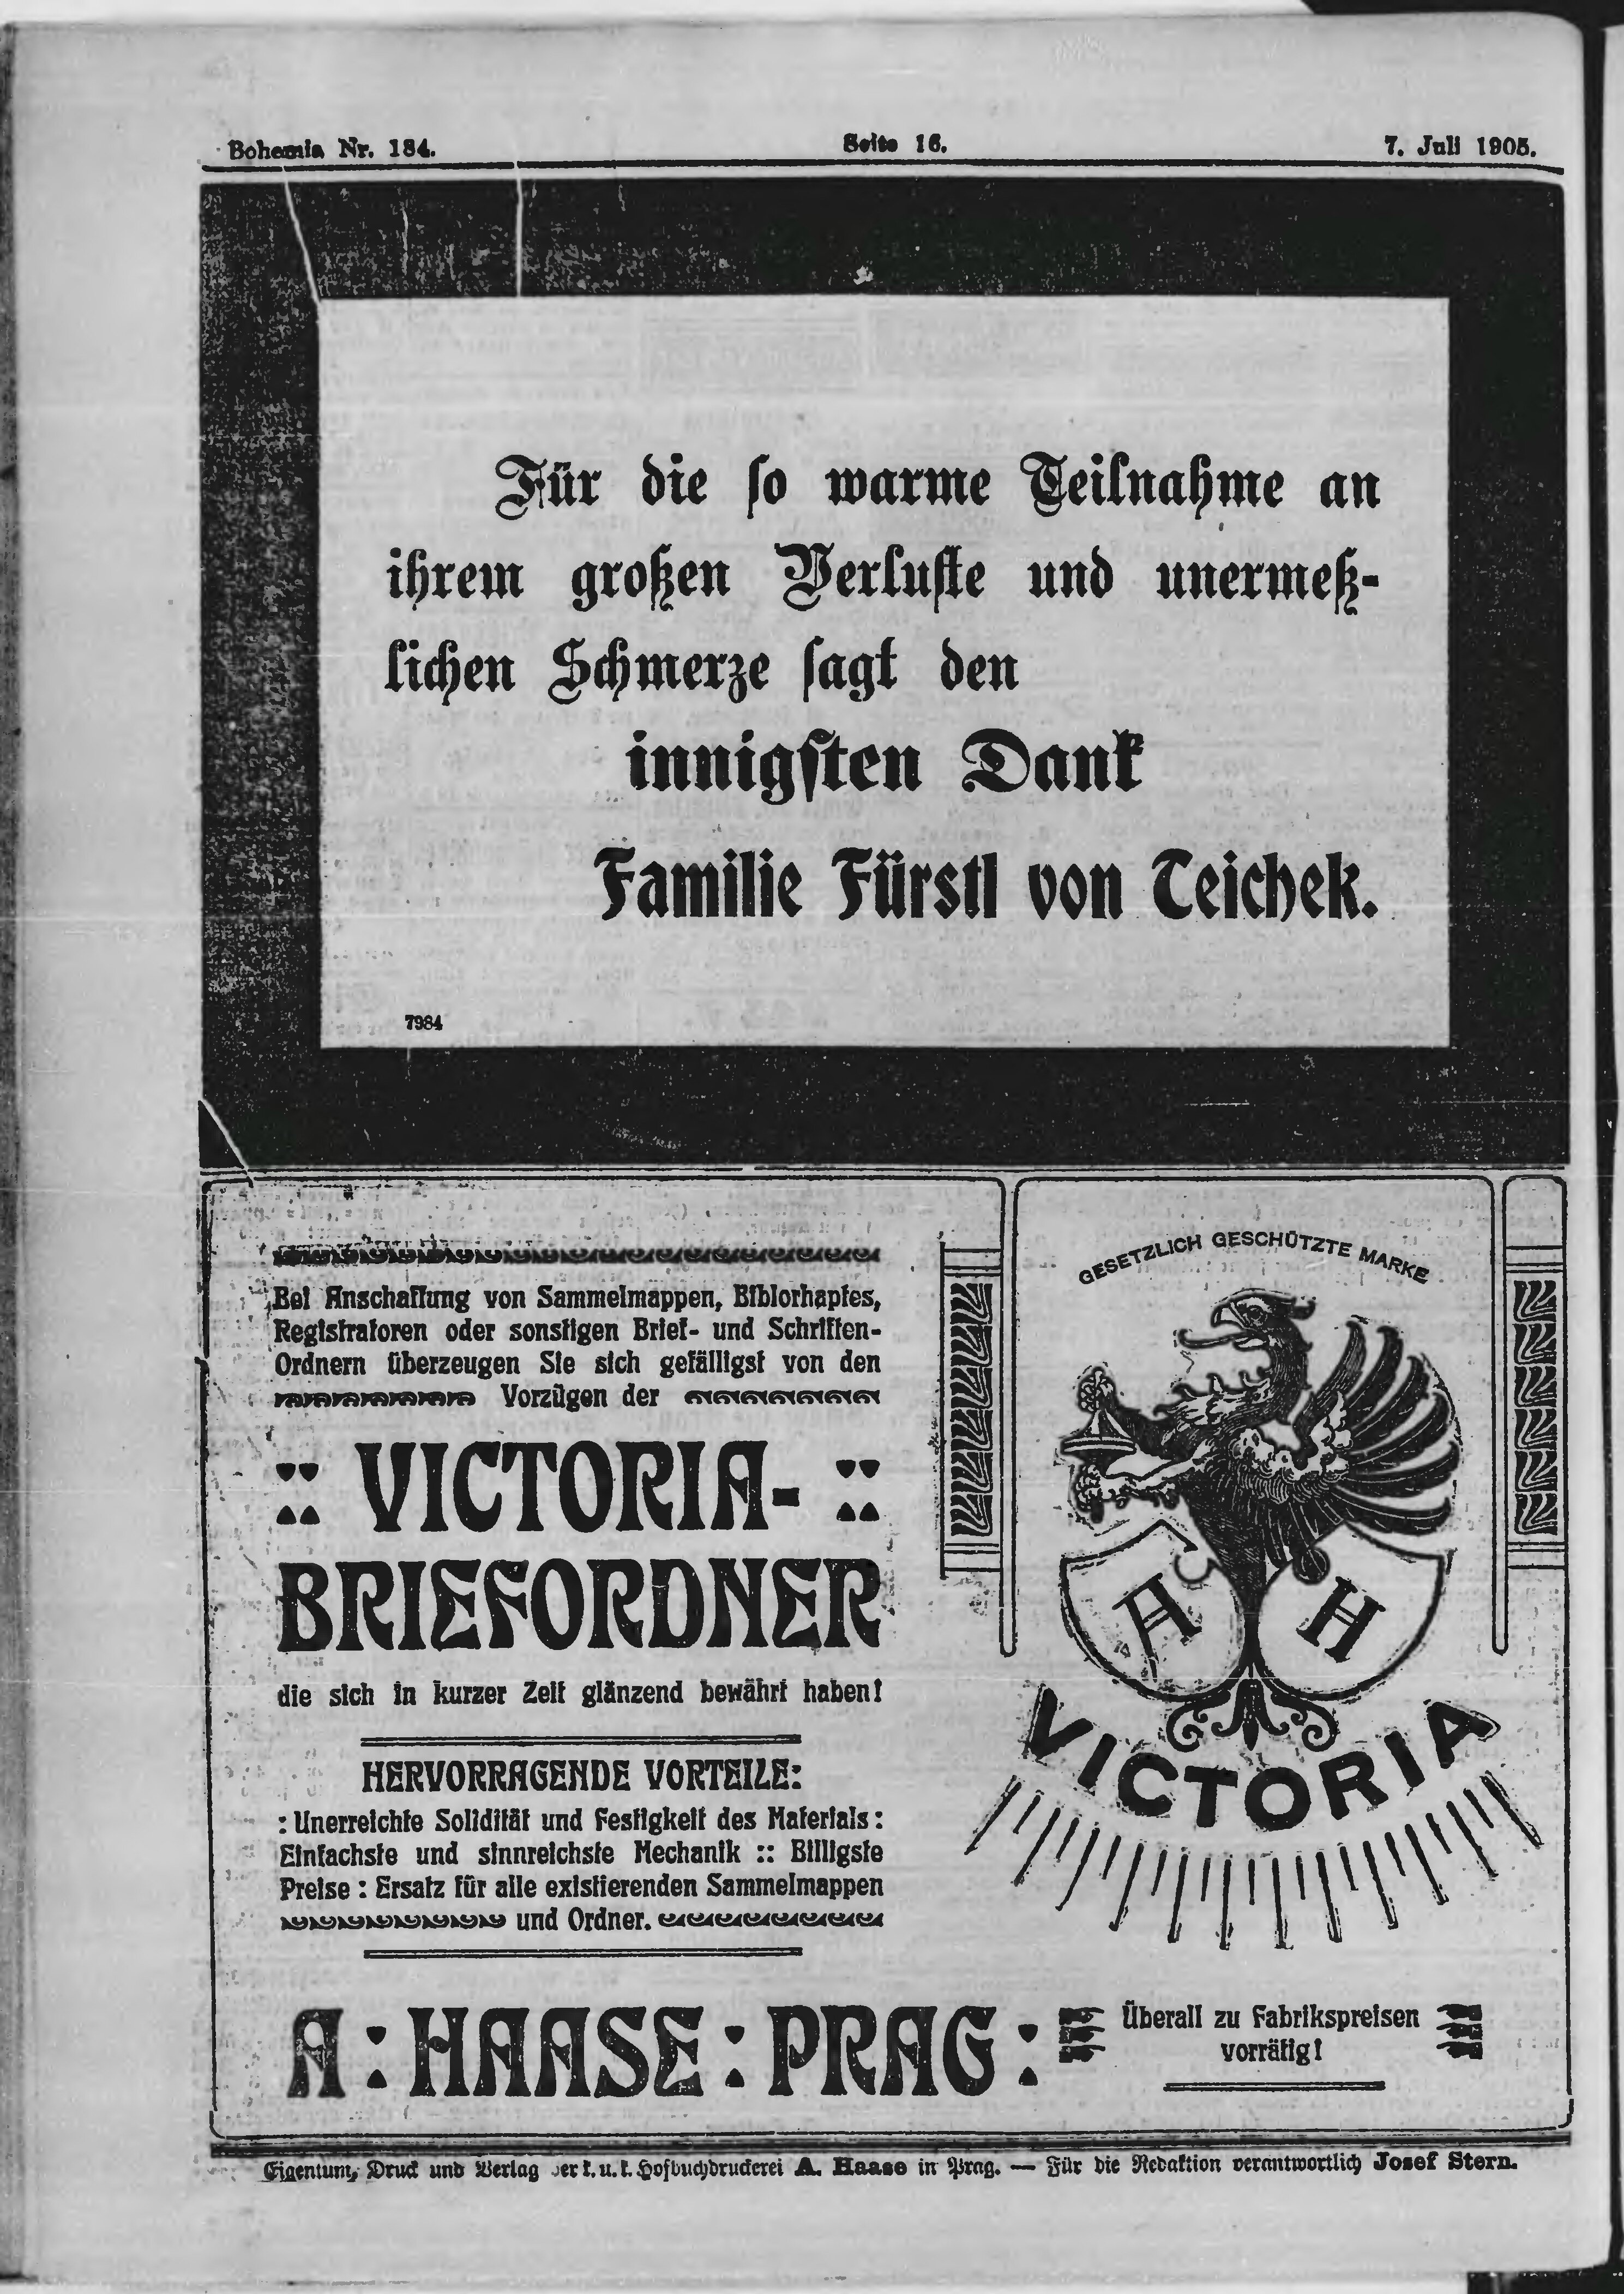 Bohemia Nr. 184.
Seite 16.
7. Juli 1905.
Für die so warme Teilnahme an
ihrem großen Verluste und unermeß-
lichen Schmerze sagt den
innigsten Dank
Familie Fürstl von Teichek.
7984
Bei Anschaffung von Sammelmappen, Biblorhaptes,
Registratoren oder sonstigen Brief- und Schriften-
Ordnern überzeugen Sie sich gefälligst von den
Vorzügen der
:: VICTORIA- ::
BRIEFORDNER
die sich in kurzer Zeit glänzend bewährt haben!
HERVORRAGENDE VORTEILE:
: Unerreichte Solidität und Festigkeit des Materials :
Einfachste und sinnreichste Mechanik :: Billigste
Preise : Ersatz für alle existierenden Sammelmappen
und Ordner.
GESETZLICH GESCHÜTZTE MARKE
A H
VICTORIA
A : HAASE : PRAG :
Überall zu Fabrikspreisen
vorrätig!
Eigentum, Druck und Verlag der k. u. k. Hofbuchdruckerei A. Haase in Prag. — Für die Redaktion verantwortlich Josef Stern.